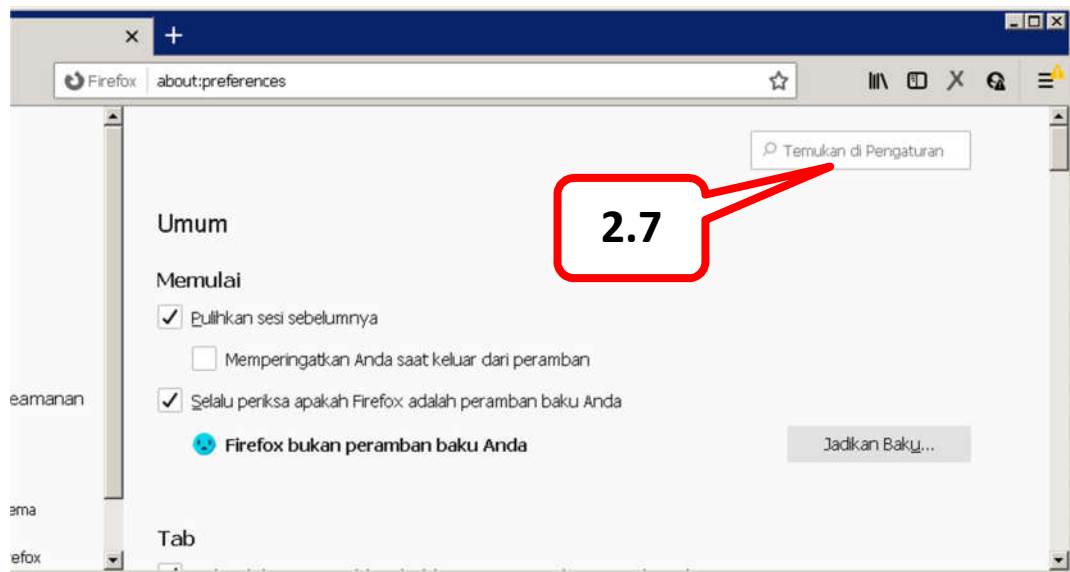 Firefox about:preferences
Temukan di Pengaturan
2.7
Umum
Memulai
Pulihkan sesi sebelumnya
Memperingatkan Anda saat keluar dari peramban
eamanan
Selalu periksa apakah Firefox adalah peramban baku Anda
Firefox bukan peramban baku Anda
Jadikan Baku...
ema
Tab
efox